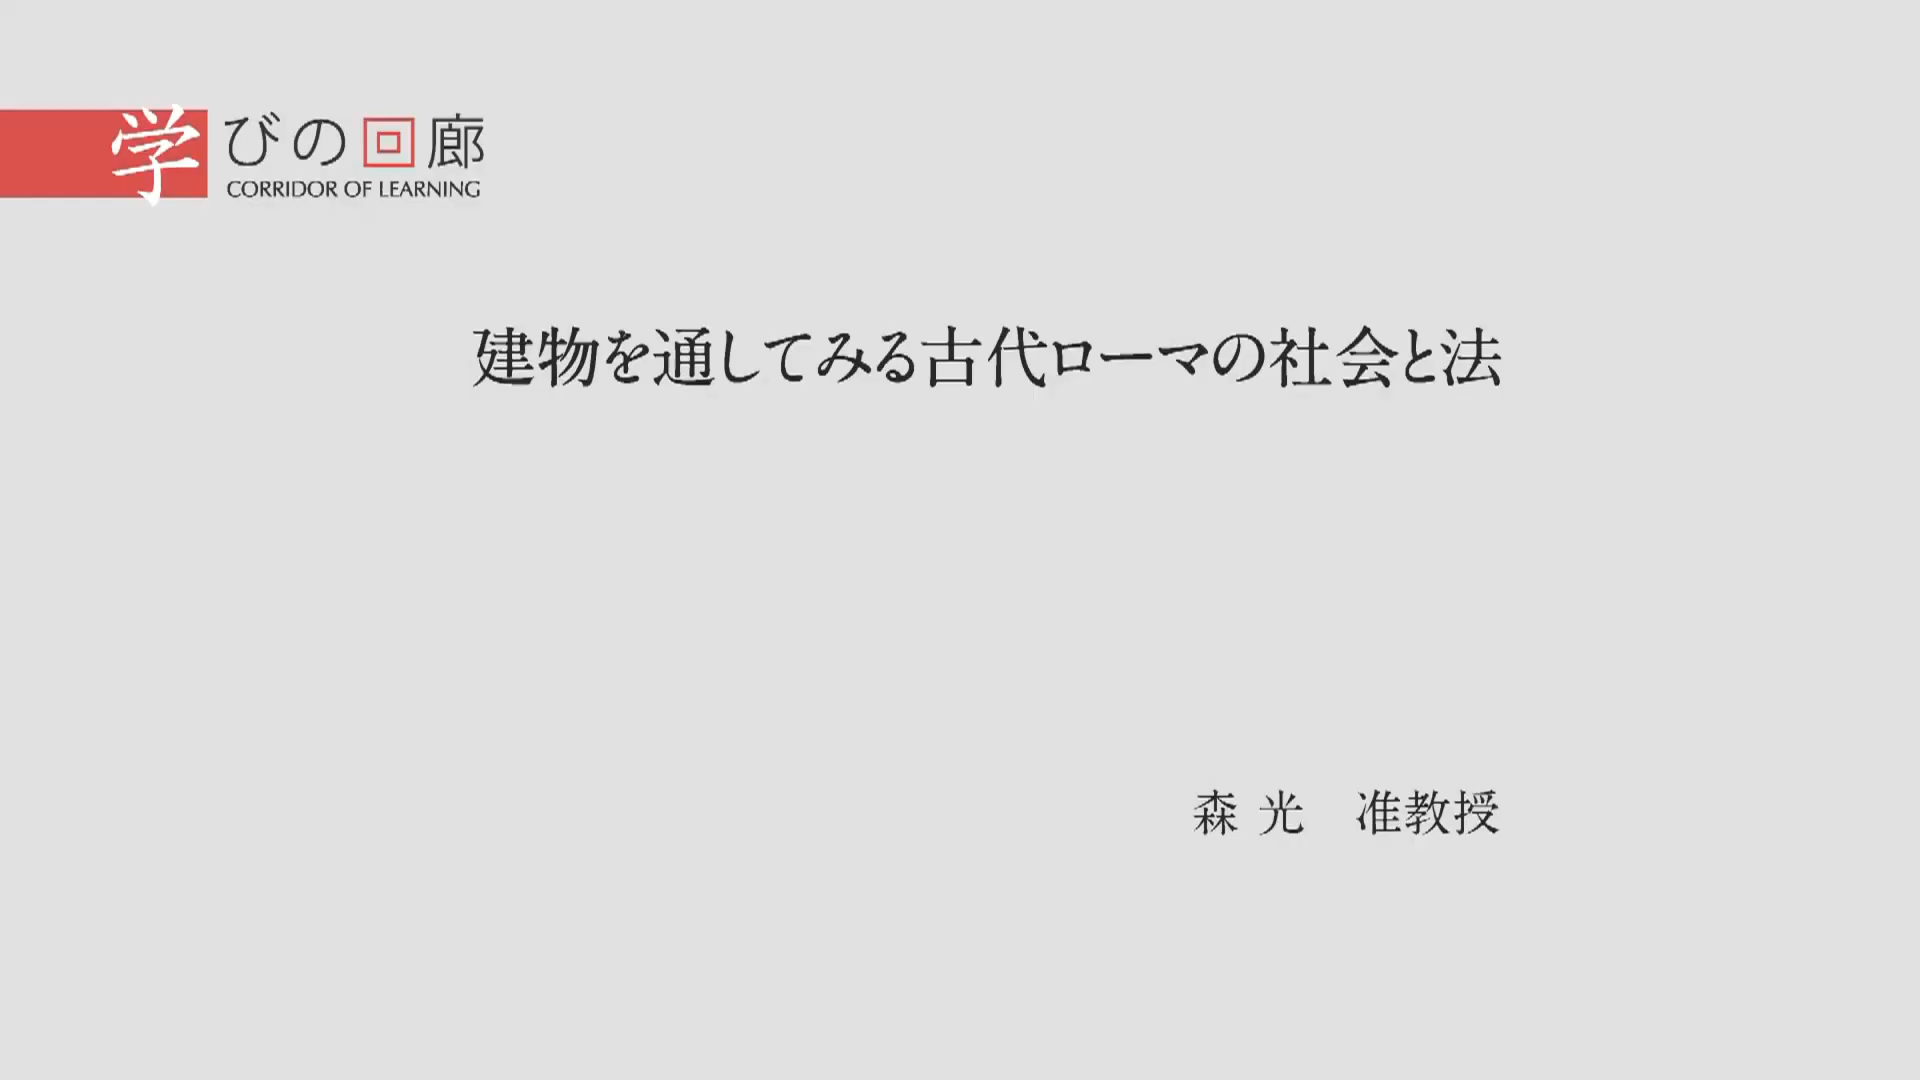 学びの回廊
CORRIDOR OF LEARNING
建物を通してみる古代ローマの社会と法
森 光　准教授